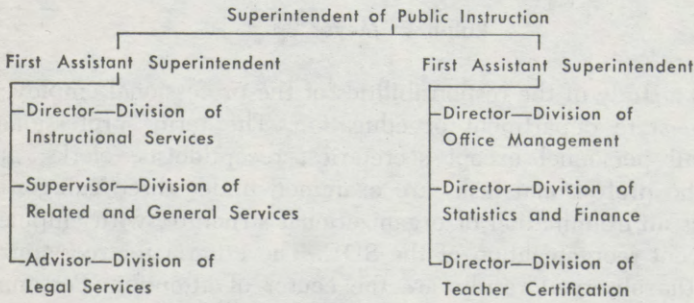 Superintendent of Public Instruction
First Assistant Superintendent
Director—Division of
Instructional Services
Supervisor—Division of
Related and General Services
Advisor—Division of
Legal Services
First Assistant Superintendent
Director—Division of
Office Management
Director—Division of
Statistics and Finance
Director—Division of
Teacher Certification